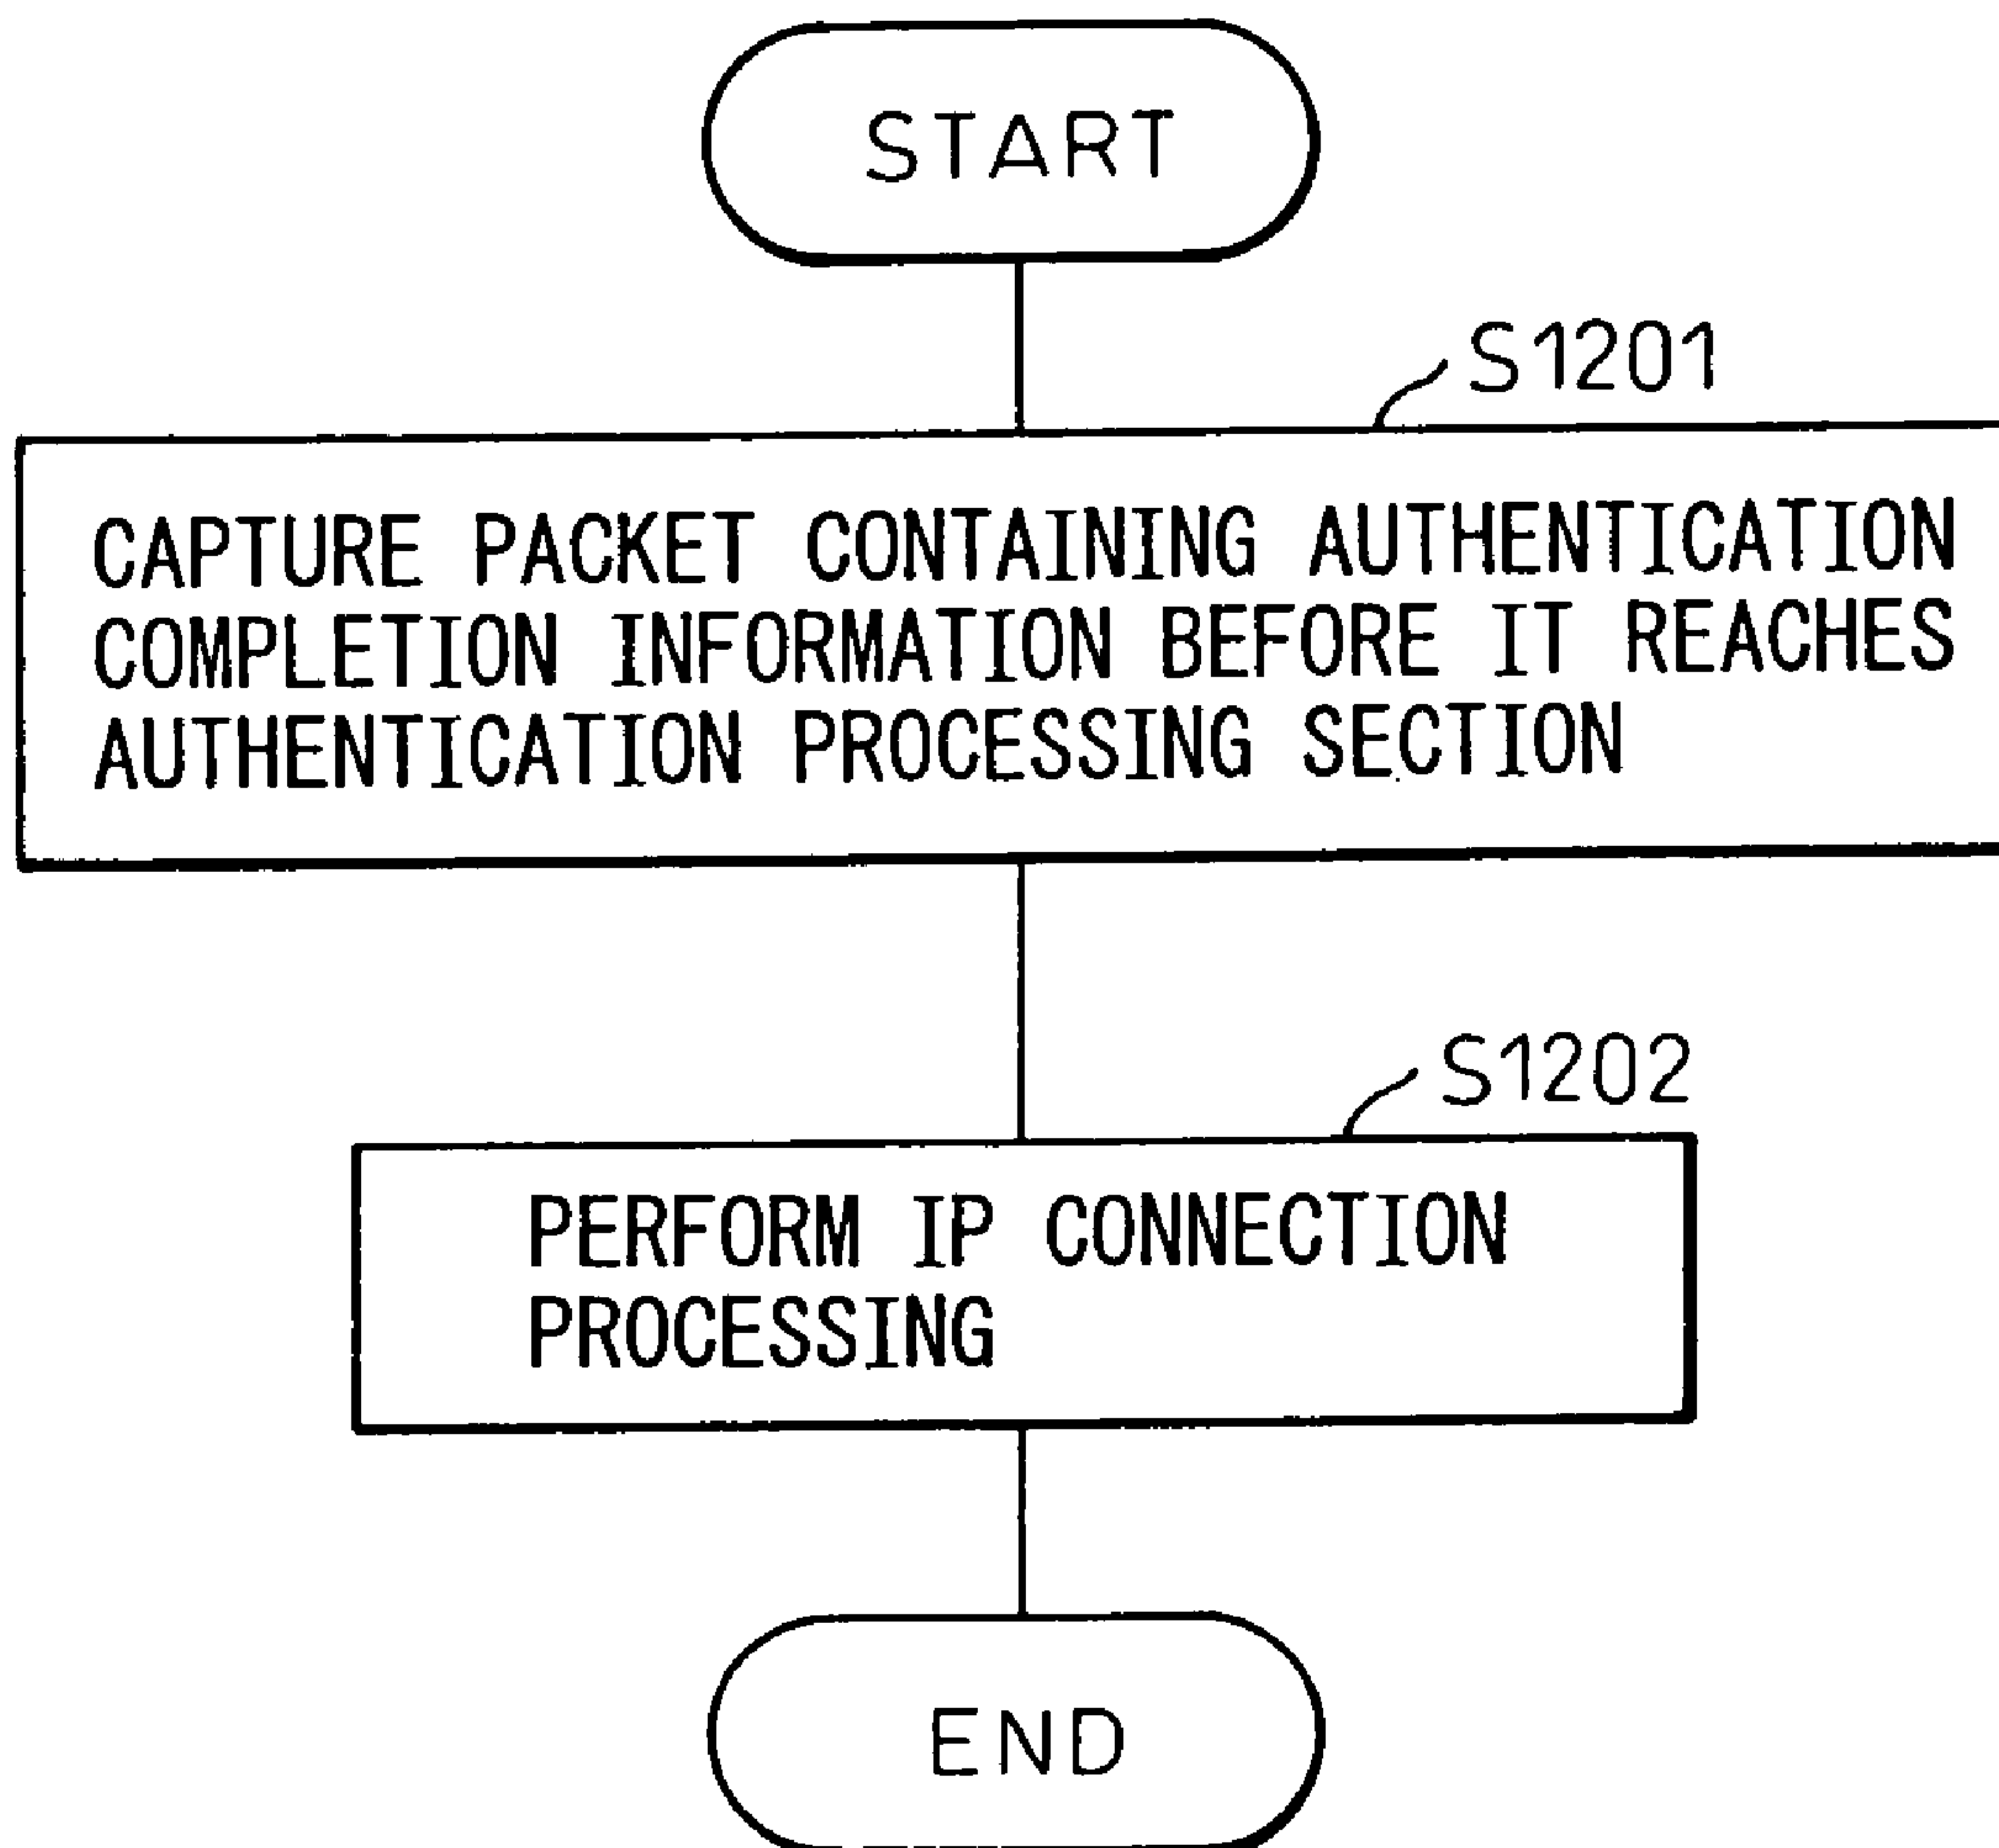 START
S1201
CAPTURE PACKET CONTAINING AUTHENTICATION
COMPLETION INFORMATION BEFORE IT REACHES
AUTHENTICATION PROCESSING SECTION
S1202
PERFORM IP CONNECTION
PROCESSING
END